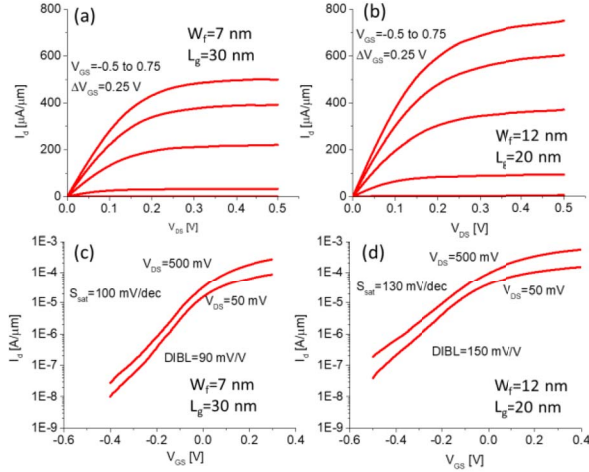 (a)
W_f=7 nm
L_g=30 nm
V_GS=-0.5 to 0.75
ΔV_GS=0.25 V
I_d [μA/μm]
800
600
400
200
0
0.0 0.1 0.2 0.3 0.4 0.5
V_DS [V]
(b)
V_GS=-0.5 to 0.75
ΔV_GS=0.25 V
W_f=12 nm
L_g=20 nm
I_d [μA/μm]
800
600
400
200
0
0.0 0.1 0.2 0.3 0.4 0.5
V_DS [V]
(c)
V_DS=500 mV
S_sat=100 mV/dec
V_DS=50 mV
DIBL=90 mV/V
W_f=7 nm
L_g=30 nm
I_d [A/μm]
1E-3
1E-4
1E-5
1E-6
1E-7
1E-8
1E-9
-0.6 -0.4 -0.2 0.0 0.2 0.4
V_GS [V]
(d)
V_DS=500 mV
S_sat=130 mV/dec
V_DS=50 mV
DIBL=150 mV/V
W_f=12 nm
L_g=20 nm
I_d [A/μm]
1E-3
1E-4
1E-5
1E-6
1E-7
1E-8
1E-9
-0.6 -0.4 -0.2 0.0 0.2 0.4
V_GS [V]